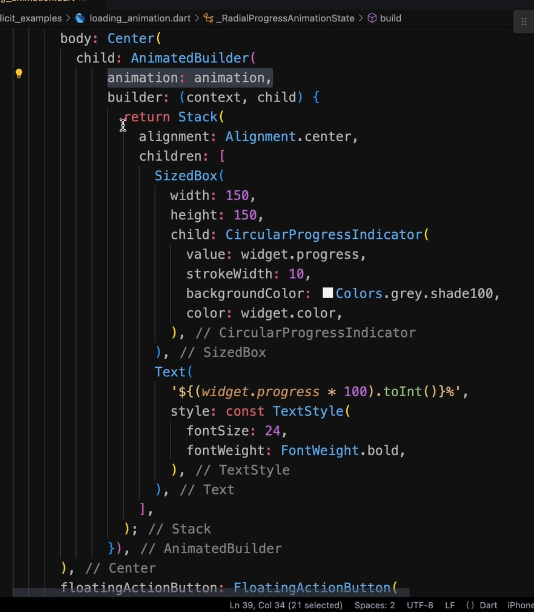 licit_examples > loading_animation.dart > _RadialProgressAnimationState > build
body: Center(
child: AnimatedBuilder(
animation: animation,
builder: (context, child) {
return Stack(
alignment: Alignment.center,
children: [
SizedBox(
width: 150,
height: 150,
child: CircularProgressIndicator(
value: widget.progress,
strokeWidth: 10,
backgroundColor: Colors.grey.shade100,
color: widget.color,
), // CircularProgressIndicator
), // SizedBox
Text(
'${(widget.progress * 100).toInt()}%',
style: const TextStyle(
fontSize: 24,
fontWeight: FontWeight.bold,
), // TextStyle
), // Text
],
); // Stack
}), // AnimatedBuilder
), // Center
floatingActionButton: FloatingActionButton(
Ln 39, Col 34 (21 selected) Spaces: 2 UTF-8 LF {} Dart iPhone